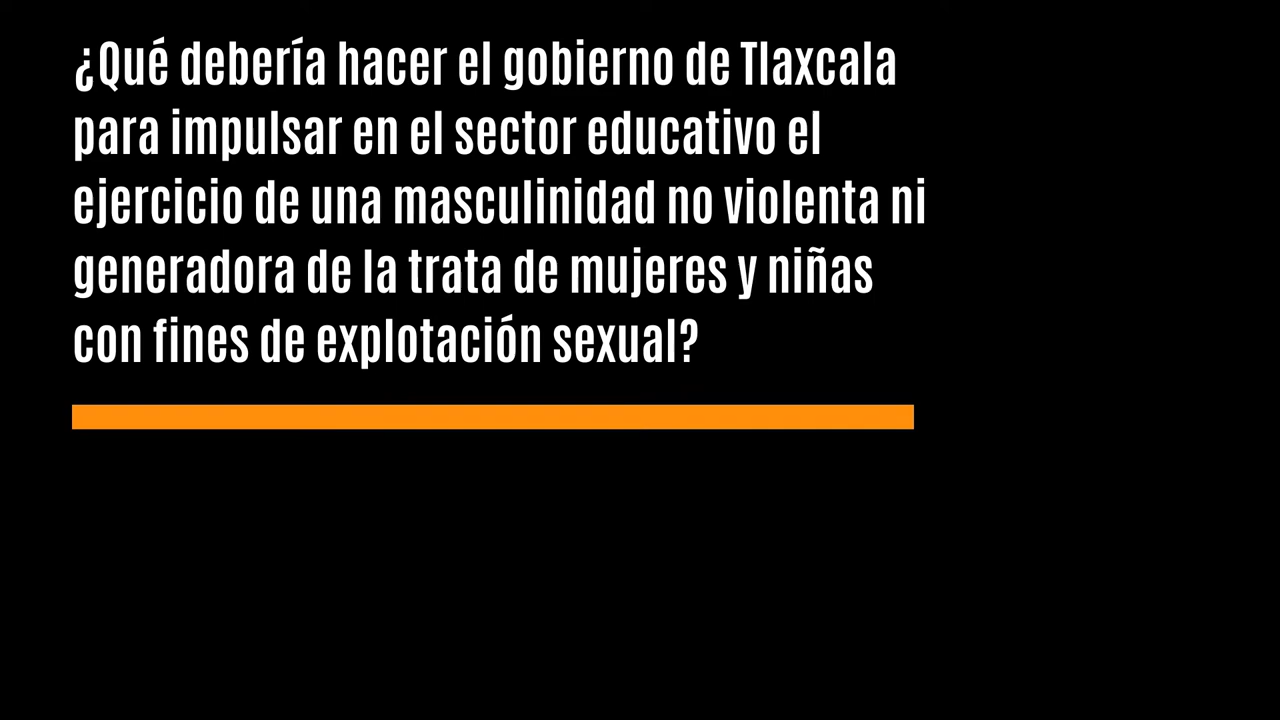 ¿Qué debería hacer el gobierno de Tlaxcala
para impulsar en el sector educativo el
ejercicio de una masculinidad no violenta ni
generadora de la trata de mujeres y niñas
con fines de explotación sexual?